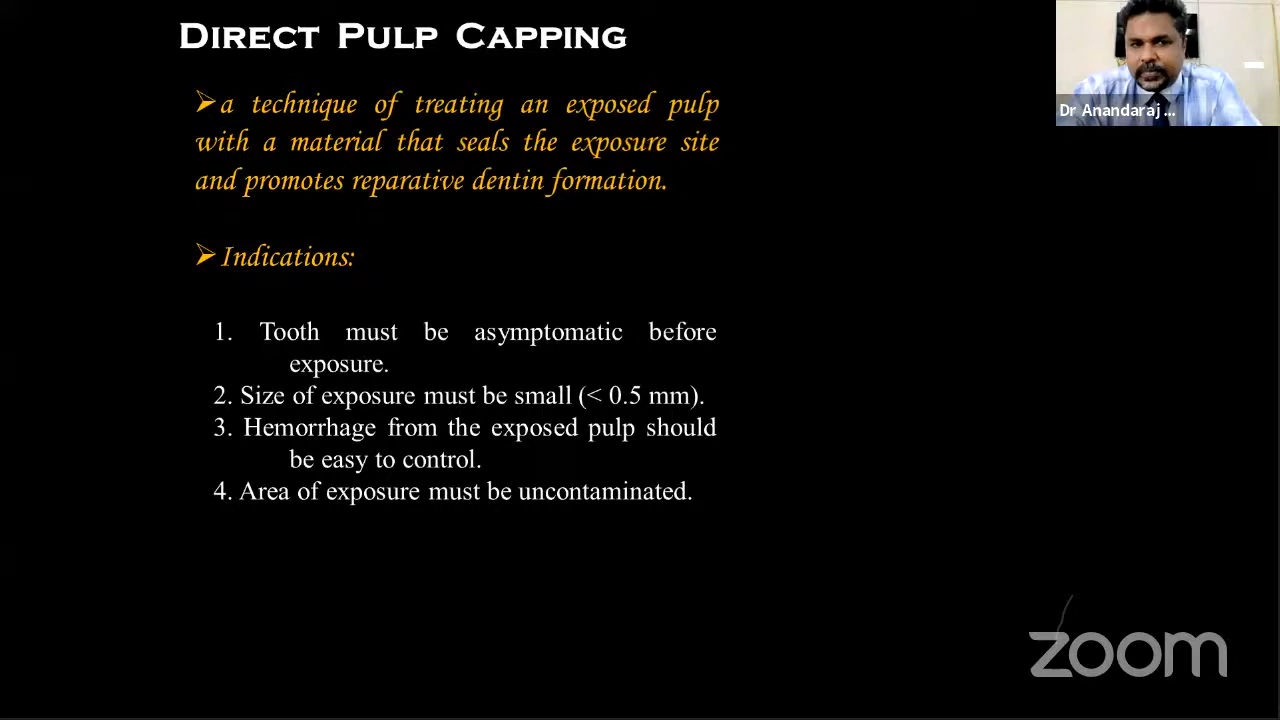 DIRECT PULP CAPPING
➢a technique of treating an exposed pulp
with a material that seals the exposure site
and promotes reparative dentin formation.
➢Indications:
1. Tooth must be asymptomatic before
exposure.
2. Size of exposure must be small (< 0.5 mm).
3. Hemorrhage from the exposed pulp should
be easy to control.
4. Area of exposure must be uncontaminated.
Dr Anandaraj ...
zoom